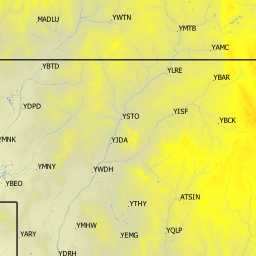 YWTN
MADLU
YMTB
YAMC
YBTD
YLRE
YBAR
YDPD
YISF
YSTO
YBCK
YMNK
YJDA
YMNY
YWDH
YBEO
ATSIN
YTHY
YMHW
YQLP
YARY
YEMG
YDRH